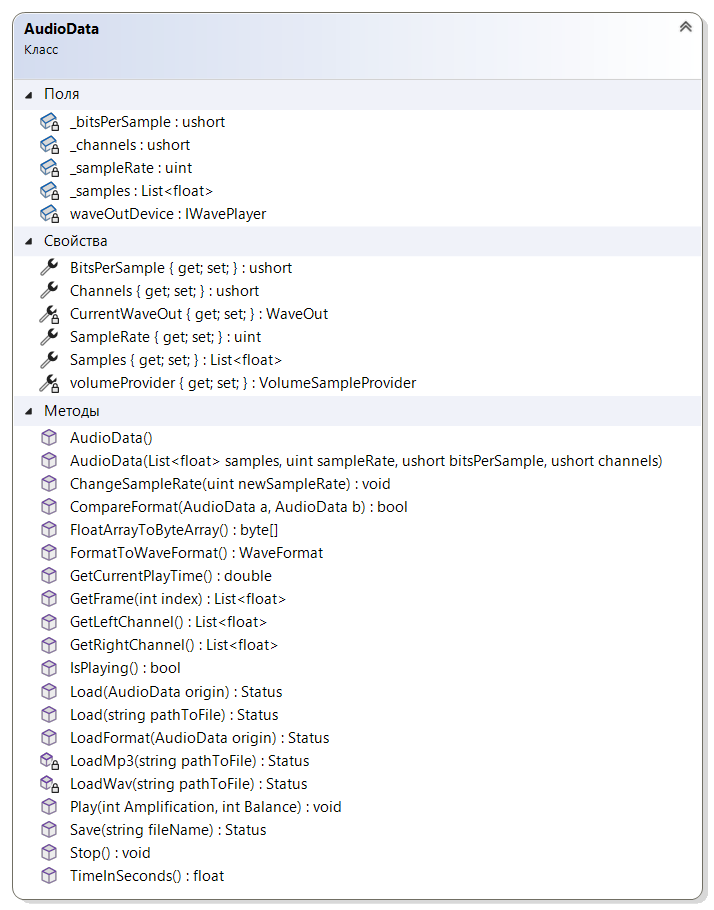 AudioData
Класс
Поля
_bitsPerSample : ushort
_channels : ushort
_sampleRate : uint
_samples : List<float>
waveOutDevice : IWavePlayer
Свойства
BitsPerSample { get; set; } : ushort
Channels { get; set; } : ushort
CurrentWaveOut { get; set; } : WaveOut
SampleRate { get; set; } : uint
Samples { get; set; } : List<float>
volumeProvider { get; set; } : VolumeSampleProvider
Методы
AudioData()
AudioData(List<float> samples, uint sampleRate, ushort bitsPerSample, ushort channels)
ChangeSampleRate(uint newSampleRate) : void
CompareFormat(AudioData a, AudioData b) : bool
FloatArrayToByteArray() : byte[]
FormatToWaveFormat() : WaveFormat
GetCurrentPlayTime() : double
GetFrame(int index) : List<float>
GetLeftChannel() : List<float>
GetRightChannel() : List<float>
IsPlaying() : bool
Load(AudioData origin) : Status
Load(string pathToFile) : Status
LoadFormat(AudioData origin) : Status
LoadMp3(string pathToFile) : Status
LoadWav(string pathToFile) : Status
Play(int Amplification, int Balance) : void
Save(string fileName) : Status
Stop() : void
TimeInSeconds() : float